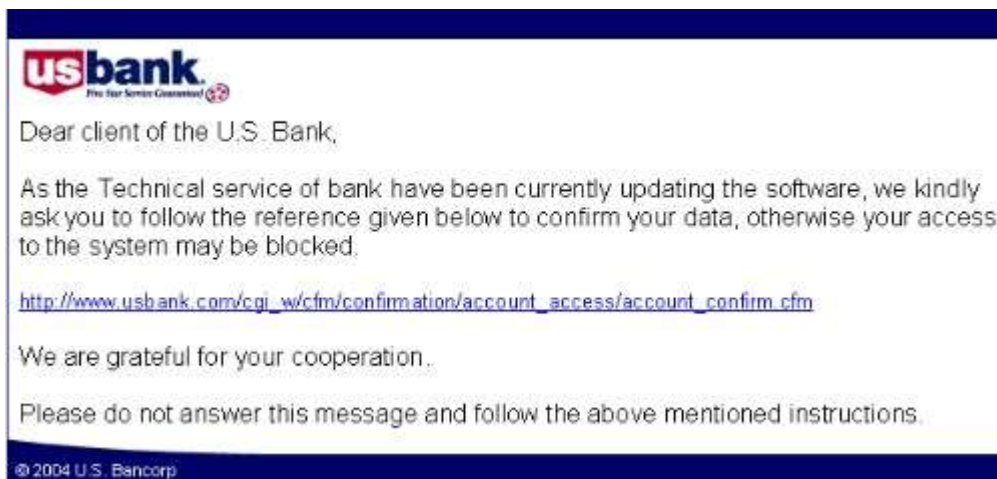 usbank.
Five Star Service Guaranteed
Dear client of the U.S. Bank,
As the Technical service of bank have been currently updating the software, we kindly
ask you to follow the reference given below to confirm your data, otherwise your access
to the system may be blocked.
http://www.usbank.com/cgi_w/cfm/confirmation/account_access/account_confirm.cfm
We are grateful for your cooperation.
Please do not answer this message and follow the above mentioned instructions.
© 2004 U.S. Bancorp